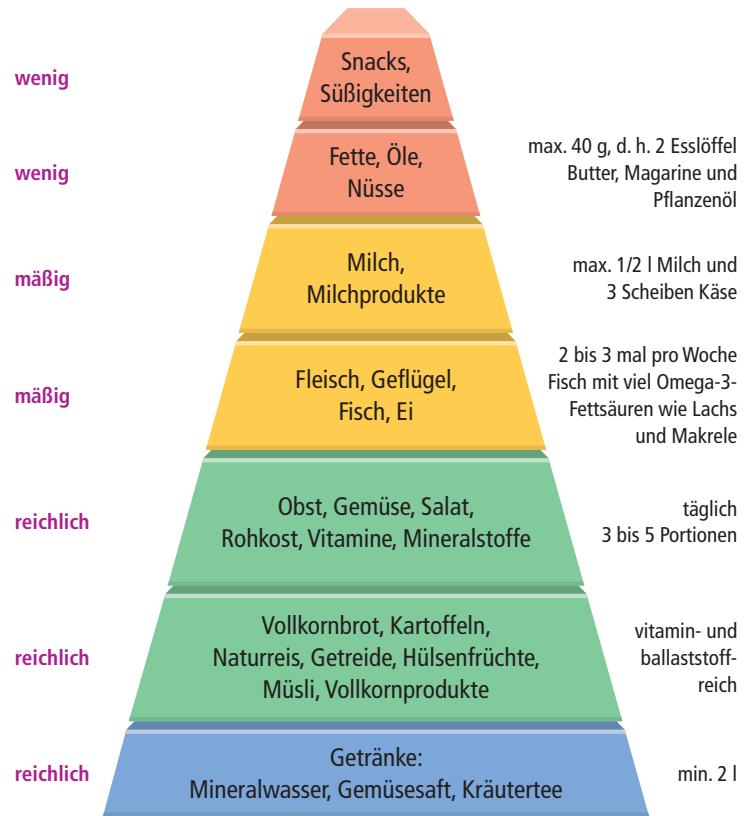 wenig
Snacks,
Süßigkeiten
wenig
Fette, Öle,
Nüsse
max. 40 g, d. h. 2 Esslöffel
Butter, Magarine und
Pflanzenöl
mäßig
Milch,
Milchprodukte
max. 1/2 l Milch und
3 Scheiben Käse
mäßig
Fleisch, Geflügel,
Fisch, Ei
2 bis 3 mal pro Woche
Fisch mit viel Omega-3-
Fettsäuren wie Lachs
und Makrele
reichlich
Obst, Gemüse, Salat,
Rohkost, Vitamine, Mineralstoffe
täglich
3 bis 5 Portionen
reichlich
Vollkornbrot, Kartoffeln,
Naturreis, Getreide, Hülsenfrüchte,
Müsli, Vollkornprodukte
vitamin- und
ballaststoff-
reich
reichlich
Getränke:
Mineralwasser, Gemüsesaft, Kräutertee
min. 2 l